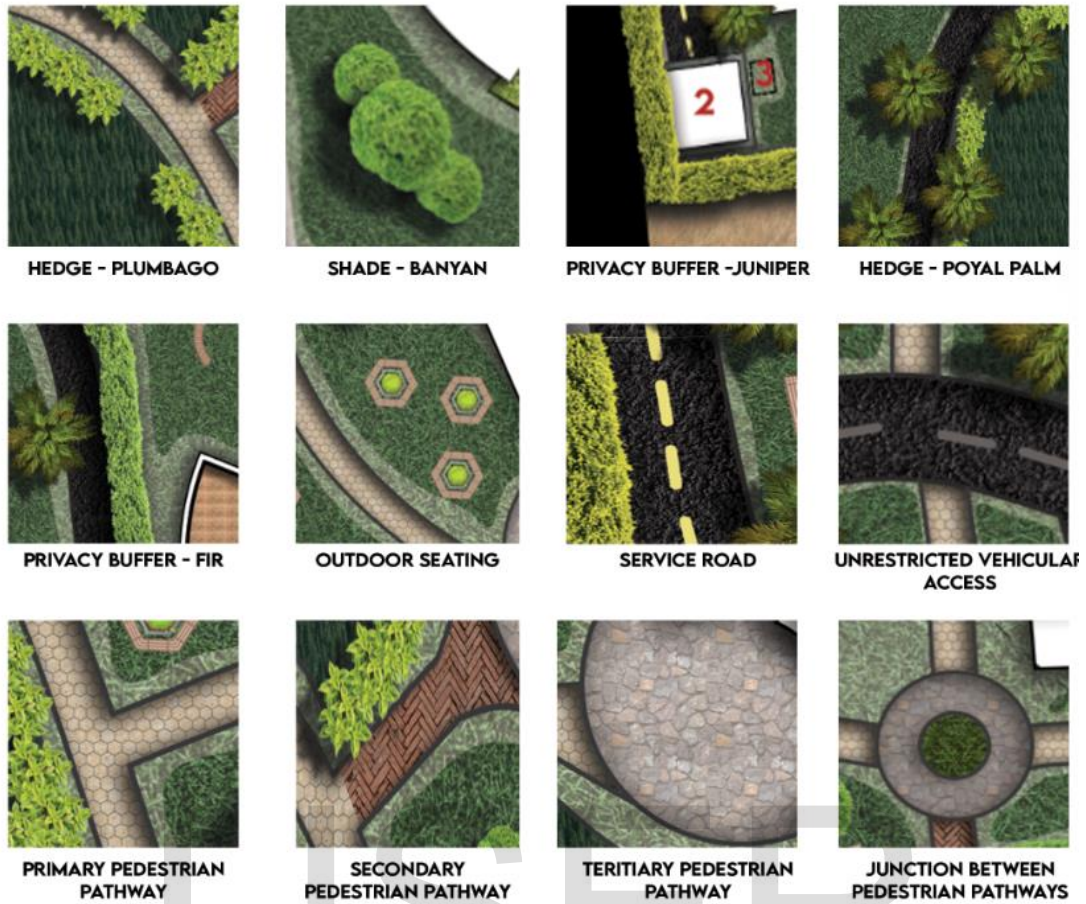 2
3
HEDGE - PLUMBAGO
SHADE - BANYAN
PRIVACY BUFFER -JUNIPER
HEDGE - POYAL PALM
PRIVACY BUFFER - FIR
OUTDOOR SEATING
SERVICE ROAD
UNRESTRICTED VEHICULAR
ACCESS
PRIMARY PEDESTRIAN
PATHWAY
SECONDARY
PEDESTRIAN PATHWAY
TERITIARY PEDESTRIAN
PATHWAY
JUNCTION BETWEEN
PEDESTRIAN PATHWAYS